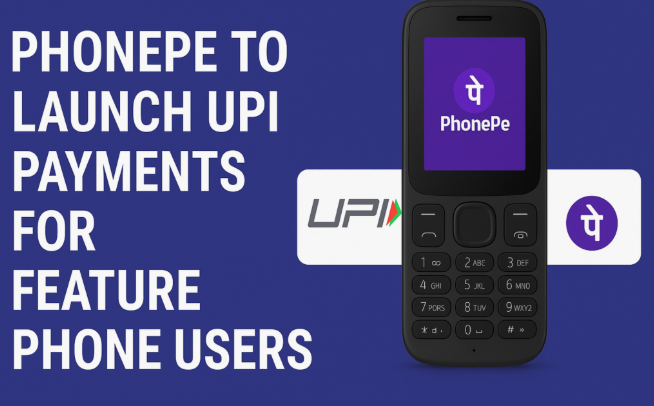 PHONEPE TO
LAUNCH UPI
PAYMENTS
FOR
FEATURE
PHONE USERS
पे
PhonePe
UPI
पे
1 ∞
2 ABC
3 DEF
4 GHI
5 JKL
6 MNO
7 PQRS
8 TUV
9 WXYZ
0
#